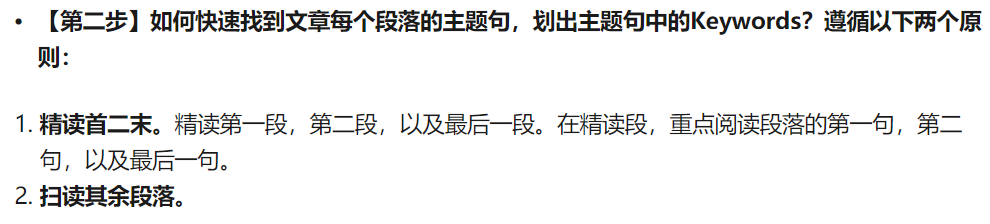 • 【第二步】如何快速找到文章每个段落的主题句，划出主题句中的Keywords？遵循以下两个原
则：
1. 精读首二末。精读第一段，第二段，以及最后一段。在精读段，重点阅读段落的第一句，第二
句，以及最后一句。
2. 扫读其余段落。